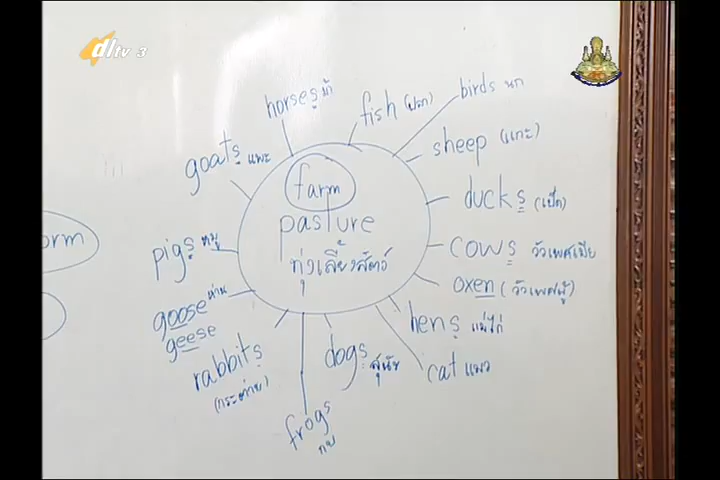 dltv 3
horses ม้า
fish (ปลา)
birds นก
goats แพะ
sheep (แกะ)
farm
pasture
ทุ่งเลี้ยงสัตว์
ducks (เป็ด)
orm
pigs หมู
cows วัวเพศเมีย
oxen (วัวเพศผู้)
goose ห่าน
geese
hens แม่ไก่
rabbits
(กระต่าย)
dogs สุนัข
cat แมว
frogs
กบ